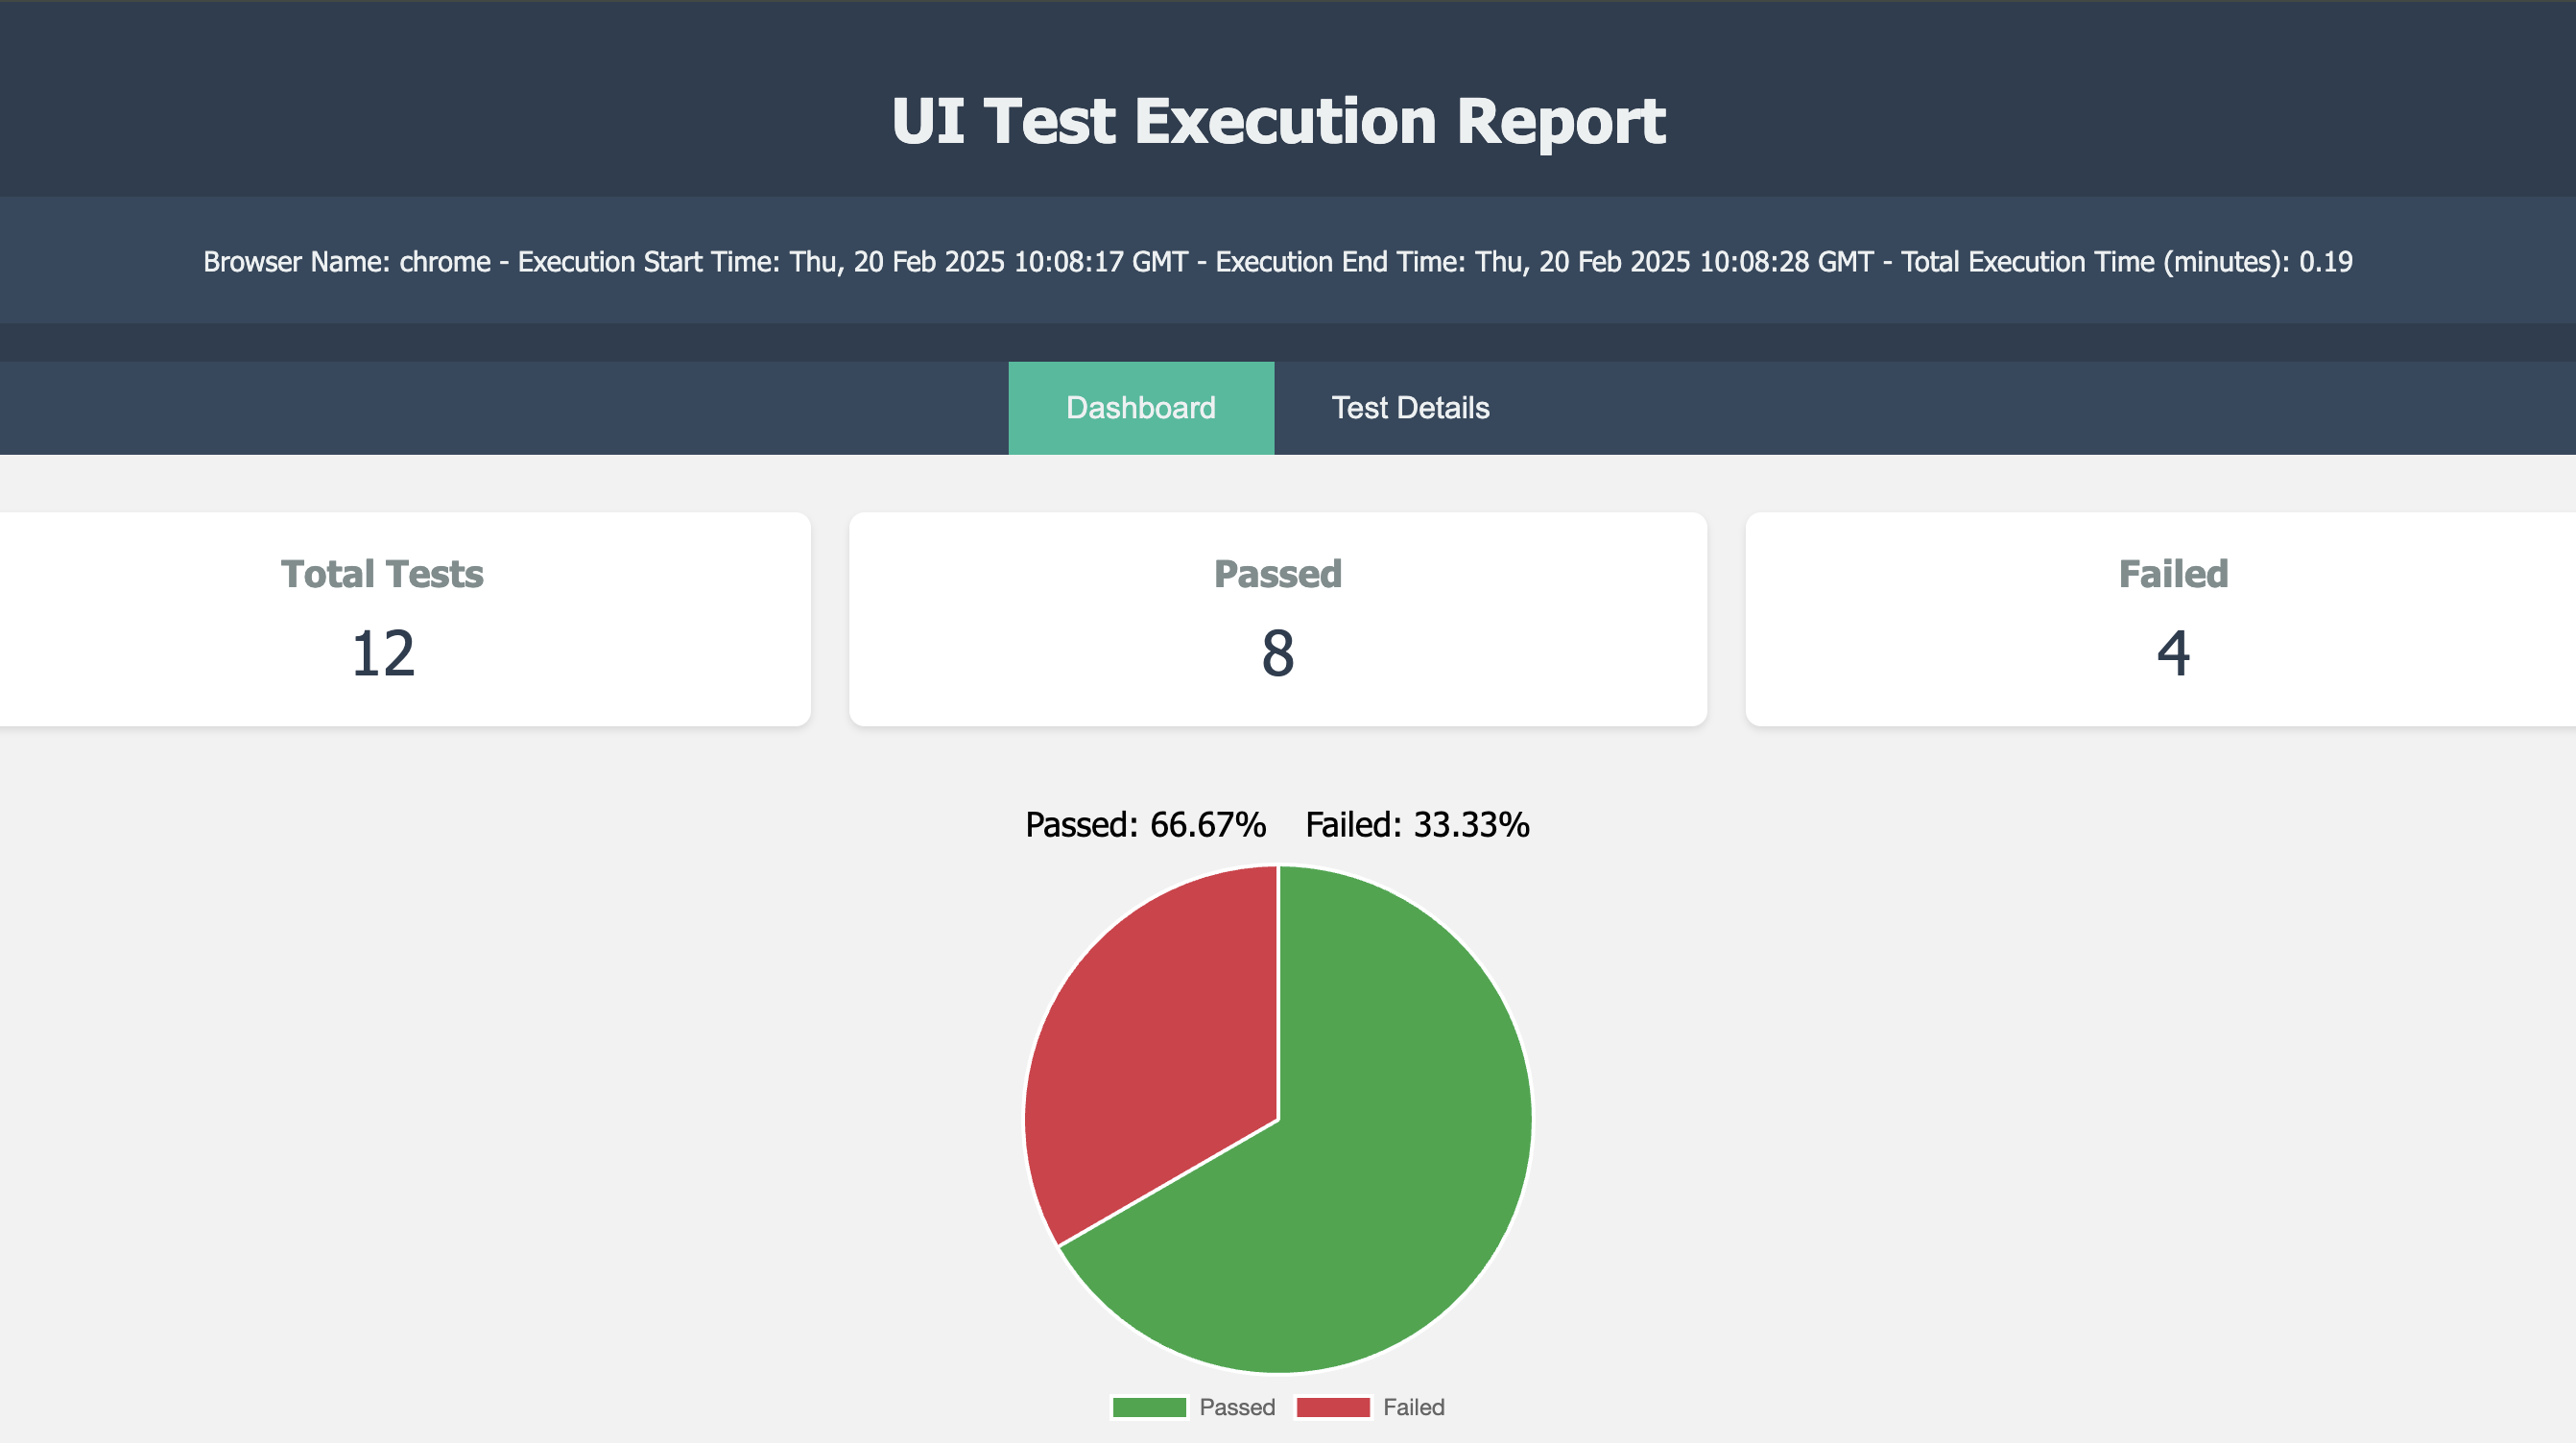 UI Test Execution Report
Browser Name: chrome - Execution Start Time: Thu, 20 Feb 2025 10:08:17 GMT - Execution End Time: Thu, 20 Feb 2025 10:08:28 GMT - Total Execution Time (minutes): 0.19
Dashboard Test Details
Total Tests
12
Passed
8
Failed
4
Passed: 66.67% Failed: 33.33%
Passed Failed